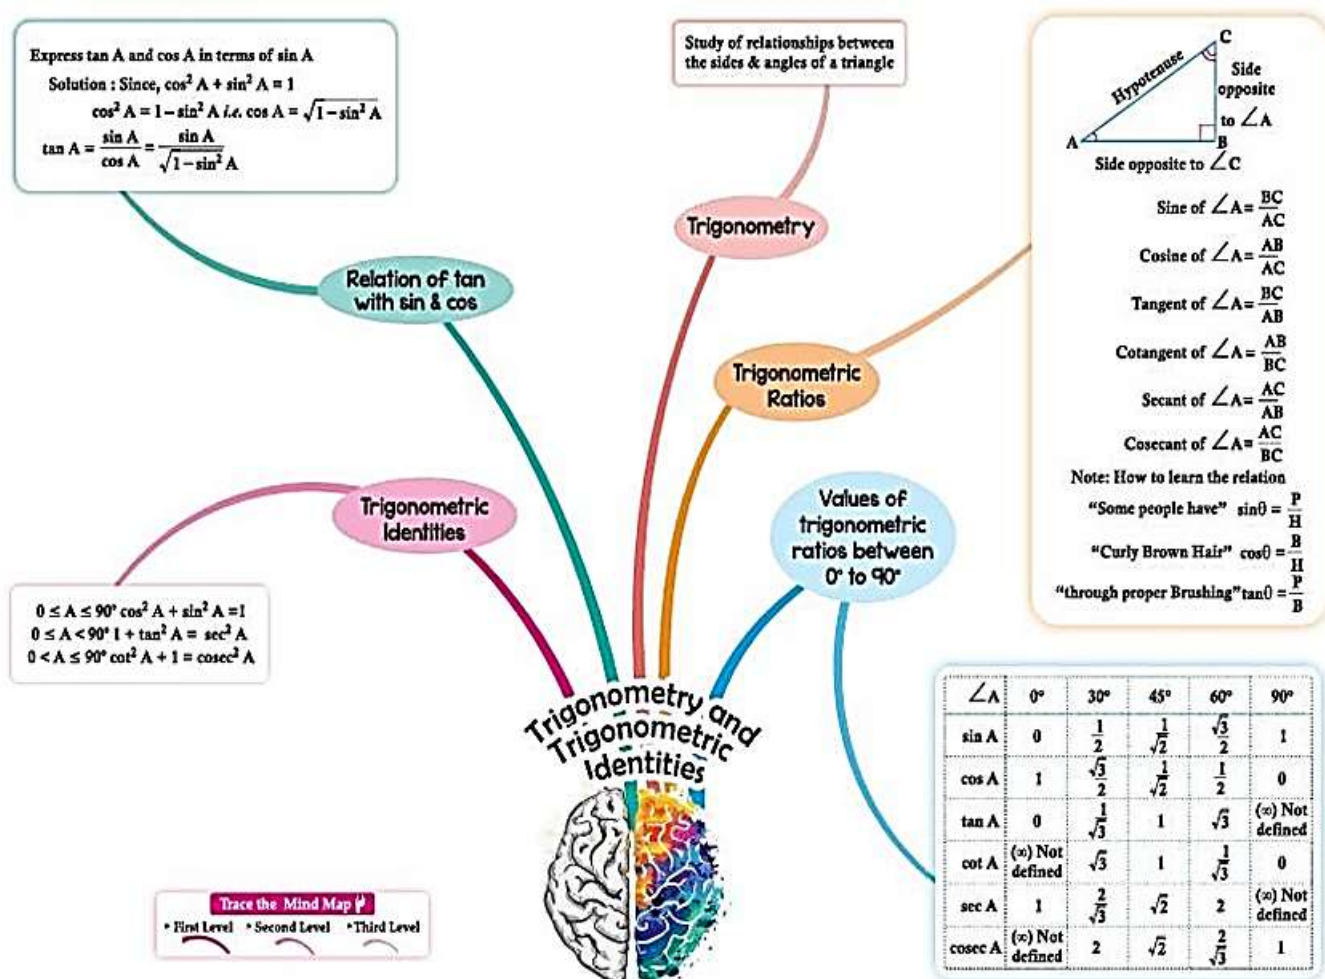 Express tan A and cos A in terms of sin A
Solution : Since, cos² A + sin² A = 1
cos² A = 1 – sin² A i.e. cos A = √1–sin² A
tan A = sin A / cos A = sin A / √1–sin² A
Relation of tan
with sin & cos
Study of relationships between
the sides & angles of a triangle
Trigonometry
Trigonometric
Ratios
C
Hypotenuse
Side
opposite
to ∠A
A
B
Side opposite to ∠C
Sine of ∠A = BC/AC
Cosine of ∠A = AB/AC
Tangent of ∠A = BC/AB
Cotangent of ∠A = AB/BC
Secant of ∠A = AC/AB
Cosecant of ∠A = AC/BC
Note: How to learn the relation
“Some people have” sinθ = P/H
“Curly Brown Hair” cosθ = B/H
“through proper Brushing” tanθ = P/B
Trigonometric
Identities
0 ≤ A ≤ 90° cos² A + sin² A =1
0 ≤ A < 90° 1 + tan² A = sec² A
0 < A ≤ 90° cot² A + 1 = cosec² A
Values of
trigonometric
ratios between
0° to 90°
∠A 0° 30° 45° 60° 90°
sin A 0 1/2 1/√2 √3/2 1
cos A 1 √3/2 1/√2 1/2 0
tan A 0 1/√3 1 √3 (∞) Not defined
cot A (∞) Not defined √3 1 1/√3 0
sec A 1 2/√3 √2 2 (∞) Not defined
cosec A (∞) Not defined 2 √2 2/√3 1
Trigonometry and
Trigonometric
Identities
Trace the Mind Map
• First Level • Second Level • Third Level